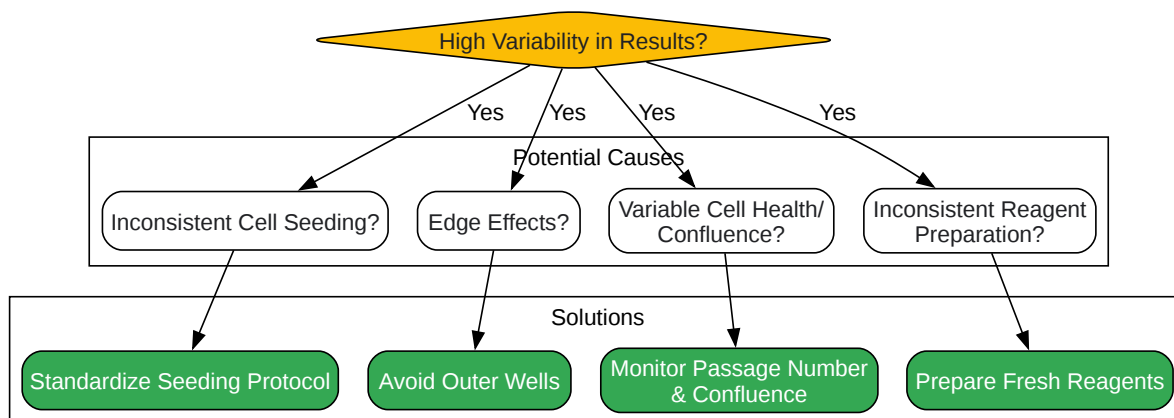 High Variability in Results?
Yes
Yes
Yes
Yes
Potential Causes
Inconsistent Cell Seeding?
Edge Effects?
Variable Cell Health/
Confluence?
Inconsistent Reagent
Preparation?
Solutions
Standardize Seeding Protocol
Avoid Outer Wells
Monitor Passage Number
& Confluence
Prepare Fresh Reagents